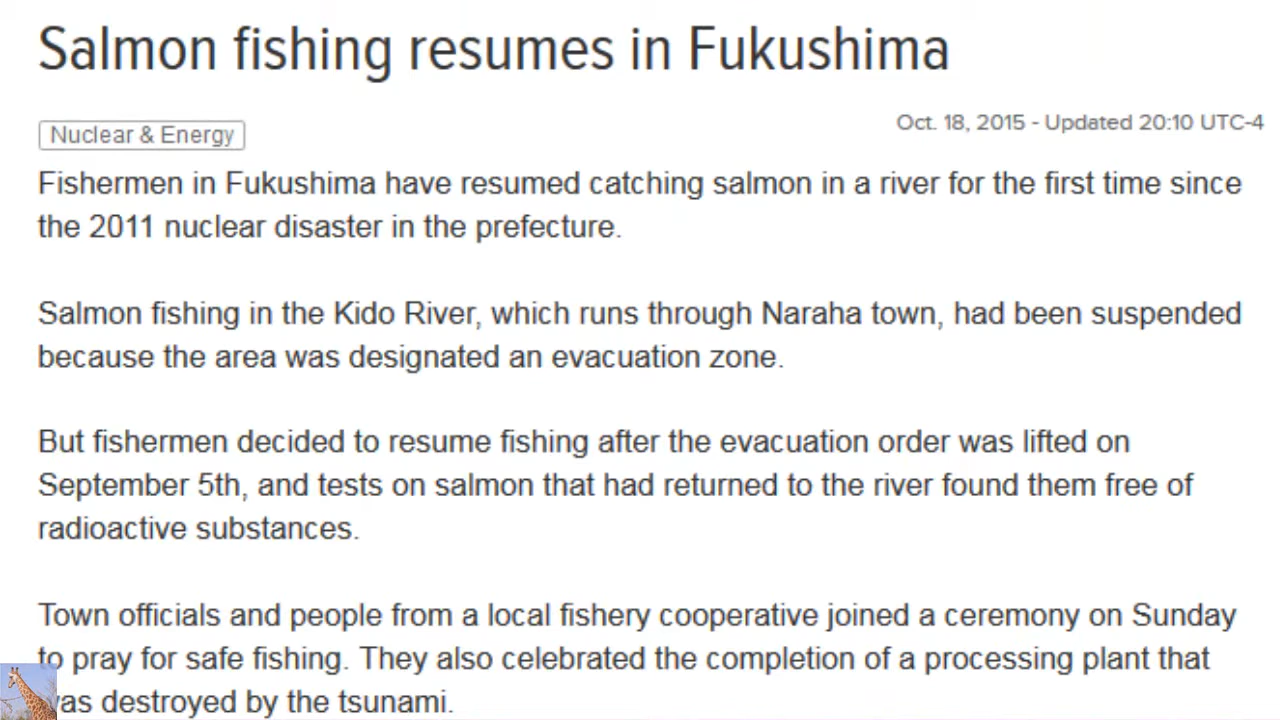 Salmon fishing resumes in Fukushima
Nuclear & Energy
Oct. 18, 2015 - Updated 20:10 UTC-4
Fishermen in Fukushima have resumed catching salmon in a river for the first time since
the 2011 nuclear disaster in the prefecture.
Salmon fishing in the Kido River, which runs through Naraha town, had been suspended
because the area was designated an evacuation zone.
But fishermen decided to resume fishing after the evacuation order was lifted on
September 5th, and tests on salmon that had returned to the river found them free of
radioactive substances.
Town officials and people from a local fishery cooperative joined a ceremony on Sunday
to pray for safe fishing. They also celebrated the completion of a processing plant that
was destroyed by the tsunami.